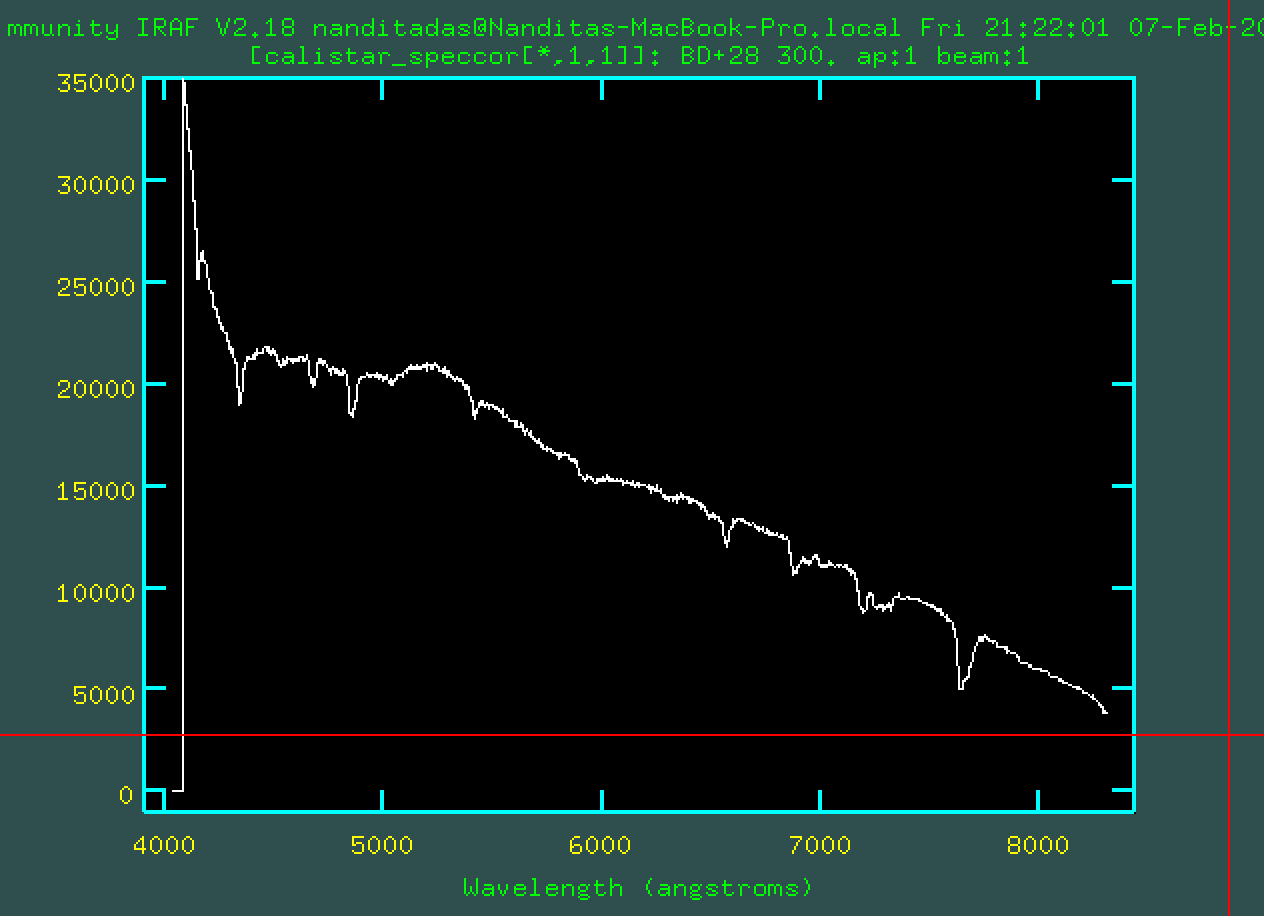 mmunity IRAF V2.18 nanditadas@Nanditas-MacBook-Pro.local Fri 21:22:01 07-Feb-20
[calistar_speccor[*,1,1]]: BD+28 300. ap:1 beam:1
35000
30000
25000
20000
15000
10000
5000
0
4000 5000 6000 7000 8000
Wavelength (angstroms)